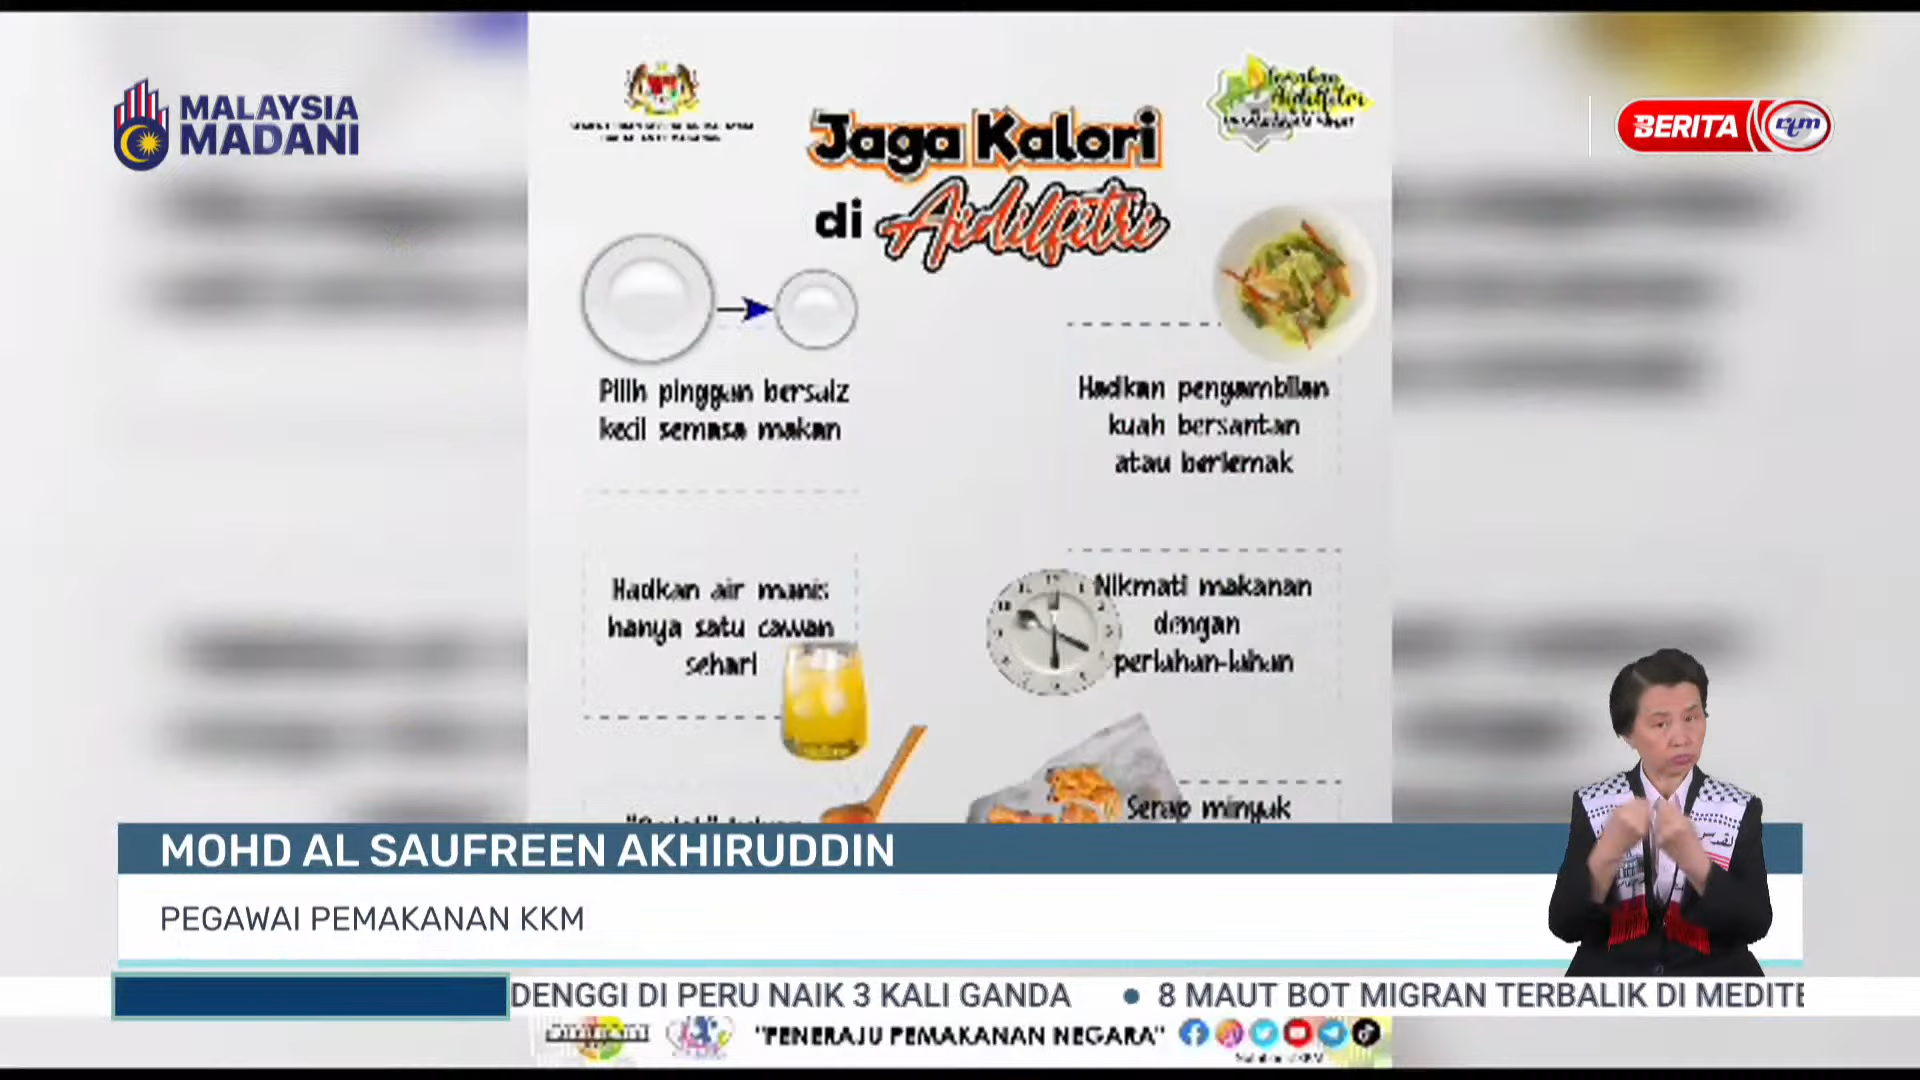 MALAYSIA
MADANI
BERITA rtm
Jaga Kalori
di Aidilfitri
Pilih pinggan bersaiz
kecil semasa makan
Hadkan pengambilan
kuah bersantan
atau berlemak
Hadkan air manis
hanya satu cawan
sehari
Nikmati makanan
dengan
perlahan-lahan
Serap minyak
MOHD AL SAUFREEN AKHIRUDDIN
PEGAWAI PEMAKANAN KKM
DENGGI DI PERU NAIK 3 KALI GANDA • 8 MAUT BOT MIGRAN TERBALIK DI MEDITE
"PENERAJU PEMAKANAN NEGARA"